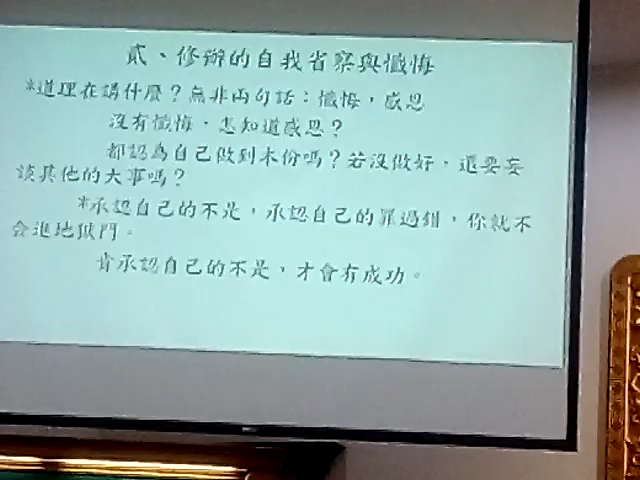 貳、修辦的自我省察與懺悔
*道理在講什麼？無非兩句話：懺悔，感恩
沒有懺悔，怎知道感恩？
都認為自己做到本份嗎？若沒做好，還要妄
談其他的大事嗎？
*承認自己的不是，承認自己的罪過錯，你就不
會進地獄門。
肯承認自己的不是，才會有成功。